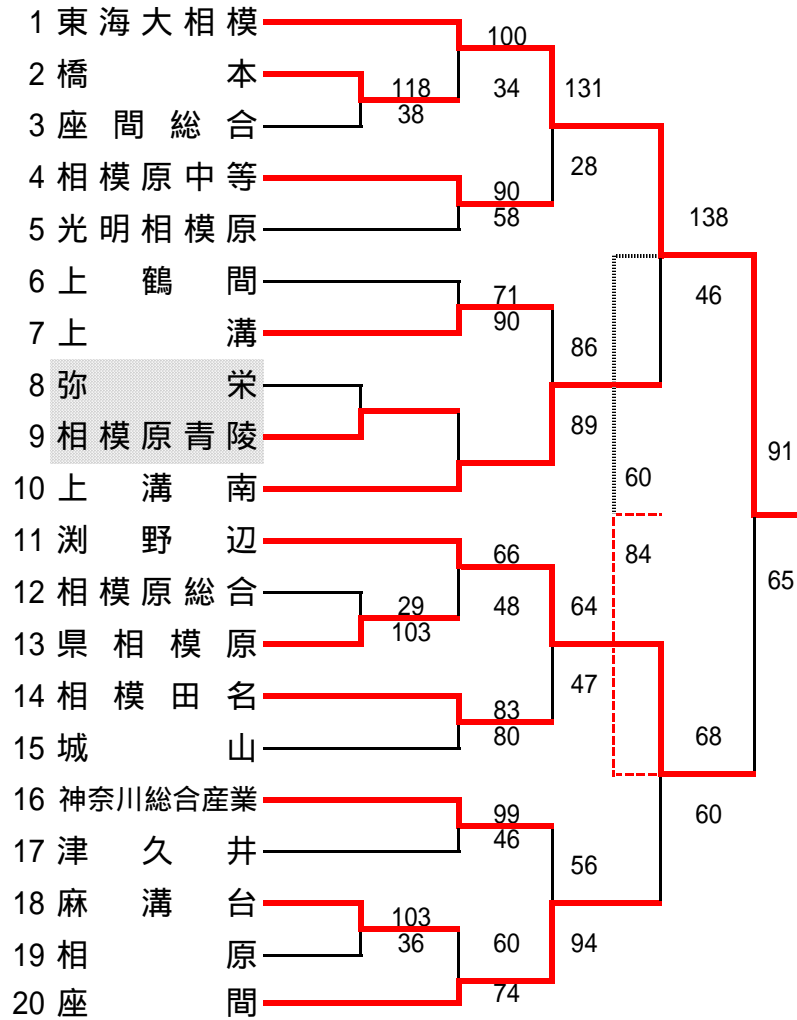 1 東海大相模
100
2 橋本
118
34
131
38
3 座間総合
28
4 相模原中等
90
138
58
5 光明相模原
6 上鶴間
71
46
7 上溝
90
86
8 弥栄
89
9 相模原青陵
91
60
10 上溝南
11 渕野辺
66
84
65
12 相模原総合
29
48
64
103
13 県相模原
47
14 相模田名
83
80
68
15 城山
16 神奈川総合産業
99
60
46
17 津久井
56
18 麻溝台
103
36
60
94
19 相原
74
20 座間